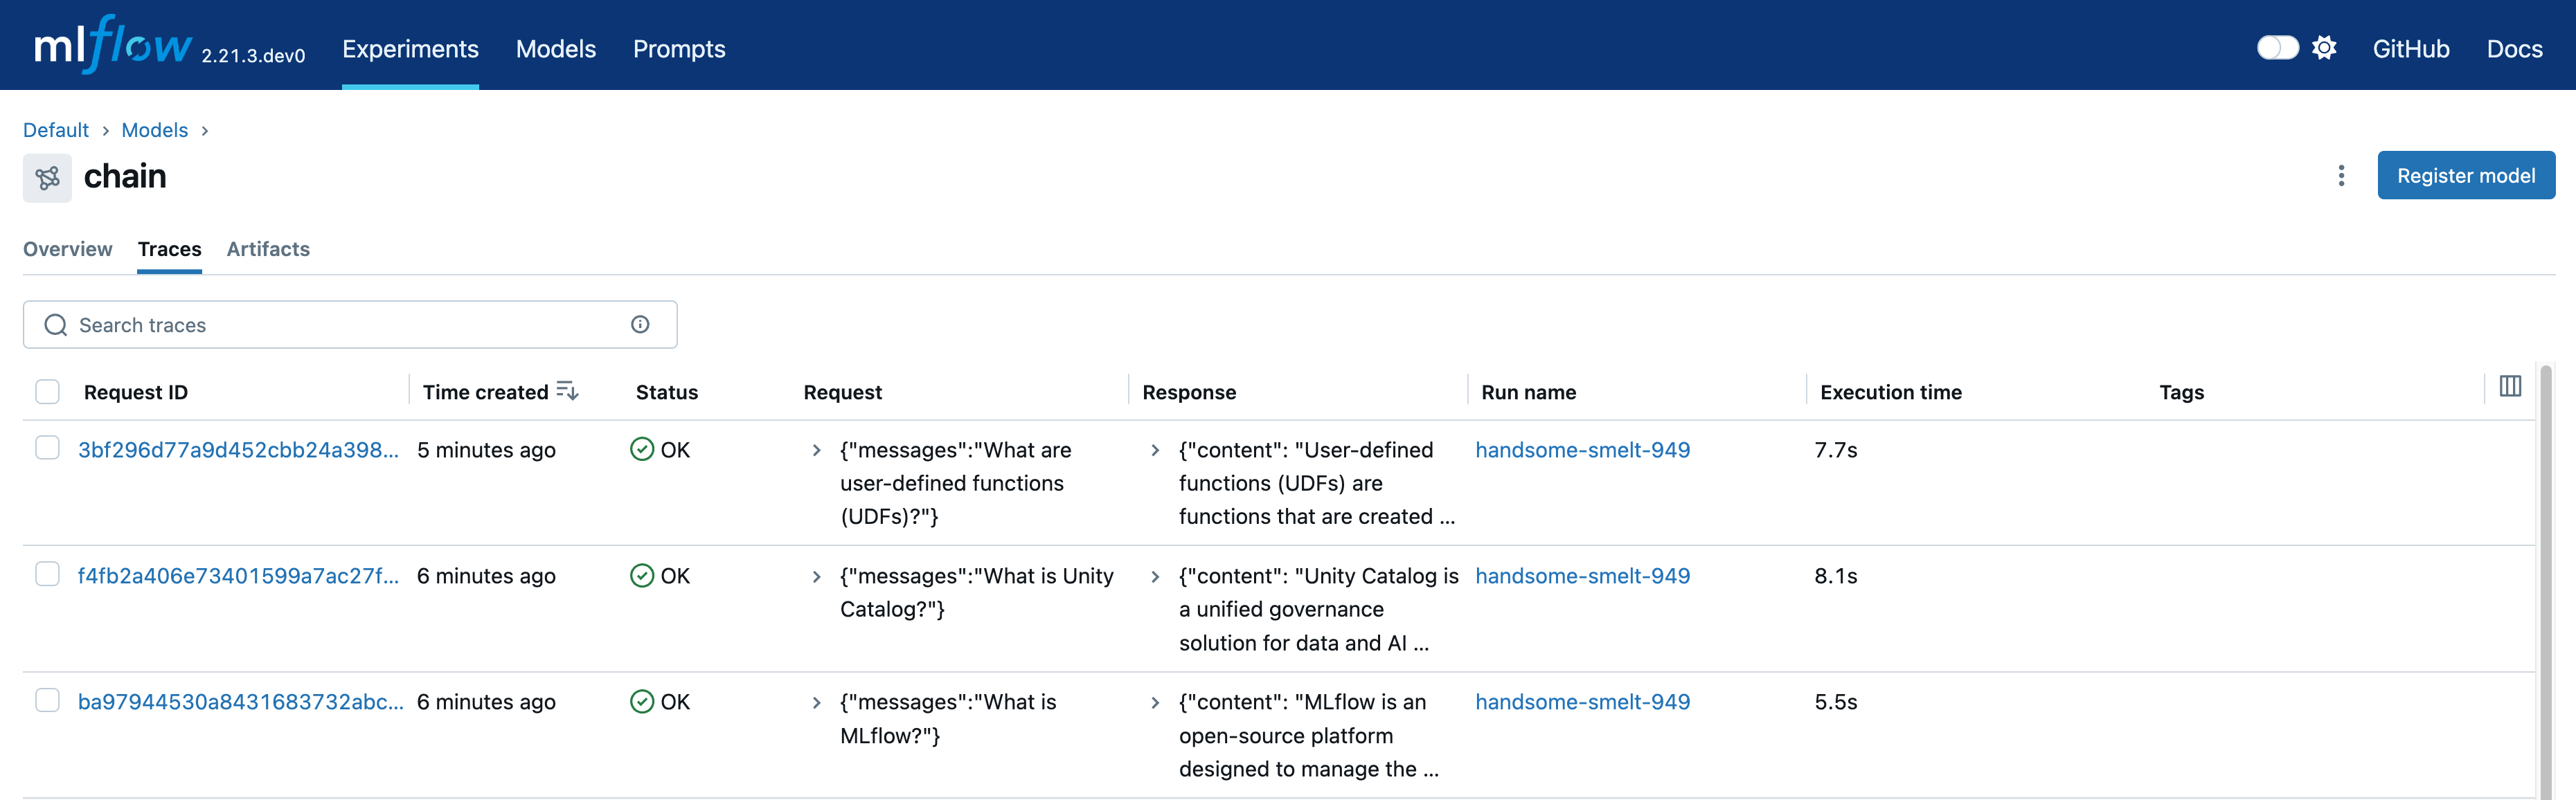 mlflow 2.21.3.dev0 Experiments Models Prompts GitHub Docs
Default › Models ›
chain
Register model
Overview Traces Artifacts
Search traces
Request ID Time created Status Request Response Run name Execution time Tags
3bf296d77a9d452cbb24a398... 5 minutes ago OK {"messages":"What are user-defined functions (UDFs)?"} {"content": "User-defined functions (UDFs) are functions that are created ... handsome-smelt-949 7.7s
f4fb2a406e73401599a7ac27f... 6 minutes ago OK {"messages":"What is Unity Catalog?"} {"content": "Unity Catalog is a unified governance solution for data and AI ... handsome-smelt-949 8.1s
ba97944530a8431683732abc... 6 minutes ago OK {"messages":"What is MLflow?"} {"content": "MLflow is an open-source platform designed to manage the ... handsome-smelt-949 5.5s